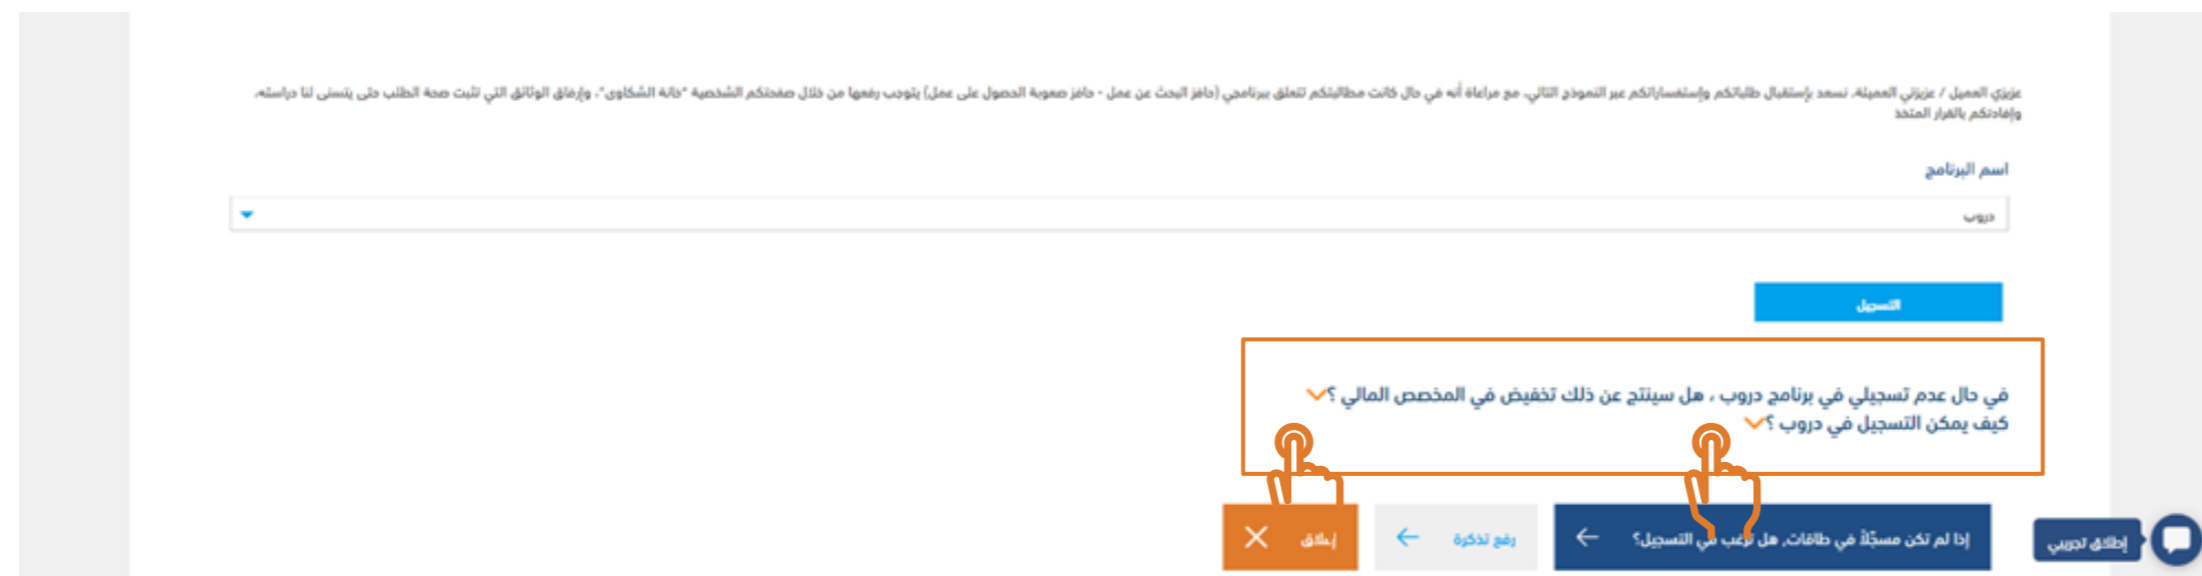 عزيزي العميل / عزيزتي العميلة، نسعد بإستقبال طلباتكم وإستفساراتكم عبر النموذج التالي، مع مراعاة أنه في حال كانت مطالبتكم تتعلق ببرنامجي (حافز البحث عن عمل - حافز صعوبة الحصول على عمل) يتوجب رفعها من خلال صفحتكم الشخصية "خانة الشكاوى"، وإرفاق الوثائق التي تثبت صحة الطلب حتى يتسنى لنا دراسته،
وإفادتكم بالقرار المتخذ
اسم البرنامج
دروب
التسجيل
في حال عدم تسجيلي في برنامج دروب ، هل سينتج عن ذلك تخفيض في المخصص المالي ؟
كيف يمكن التسجيل في دروب ؟
إذا لم تكن مسجّلاً في طاقات, هل ترغب في التسجيل؟
رفع تذكرة
إغلاق
إطلاق تجريبي